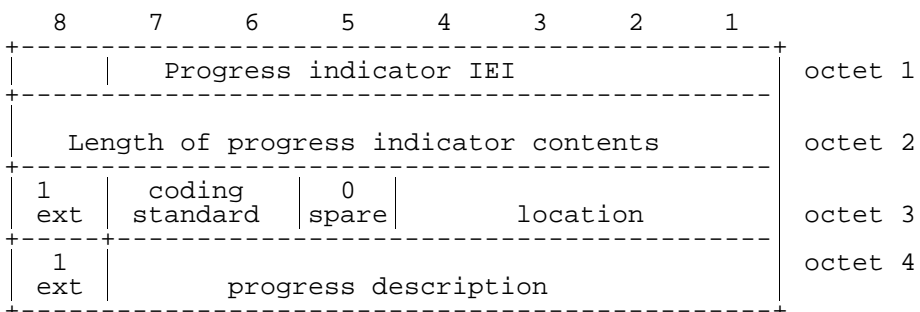 8 7 6 5 4 3 2 1
Progress indicator IEI octet 1
Length of progress indicator contents octet 2
1 coding 0
ext standard spare location octet 3
1 octet 4
ext progress description